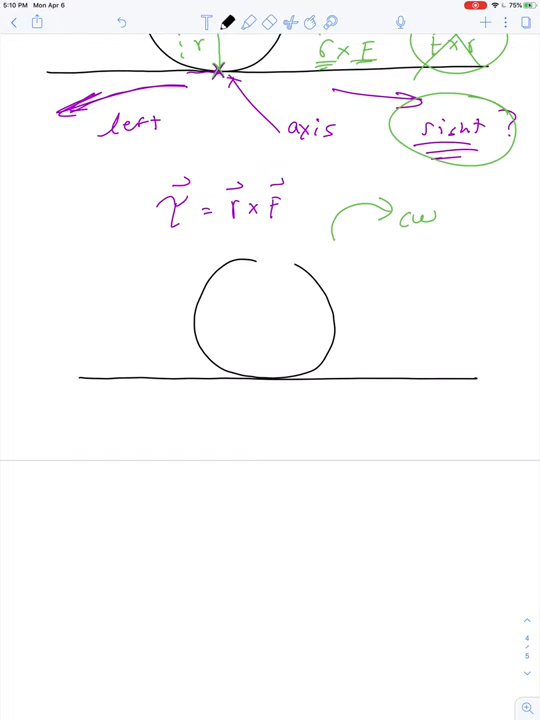 5:10 PM Mon Apr 6
75%
r r × F F × r
left axis right ?
τ = r × F
cw
4
/
5